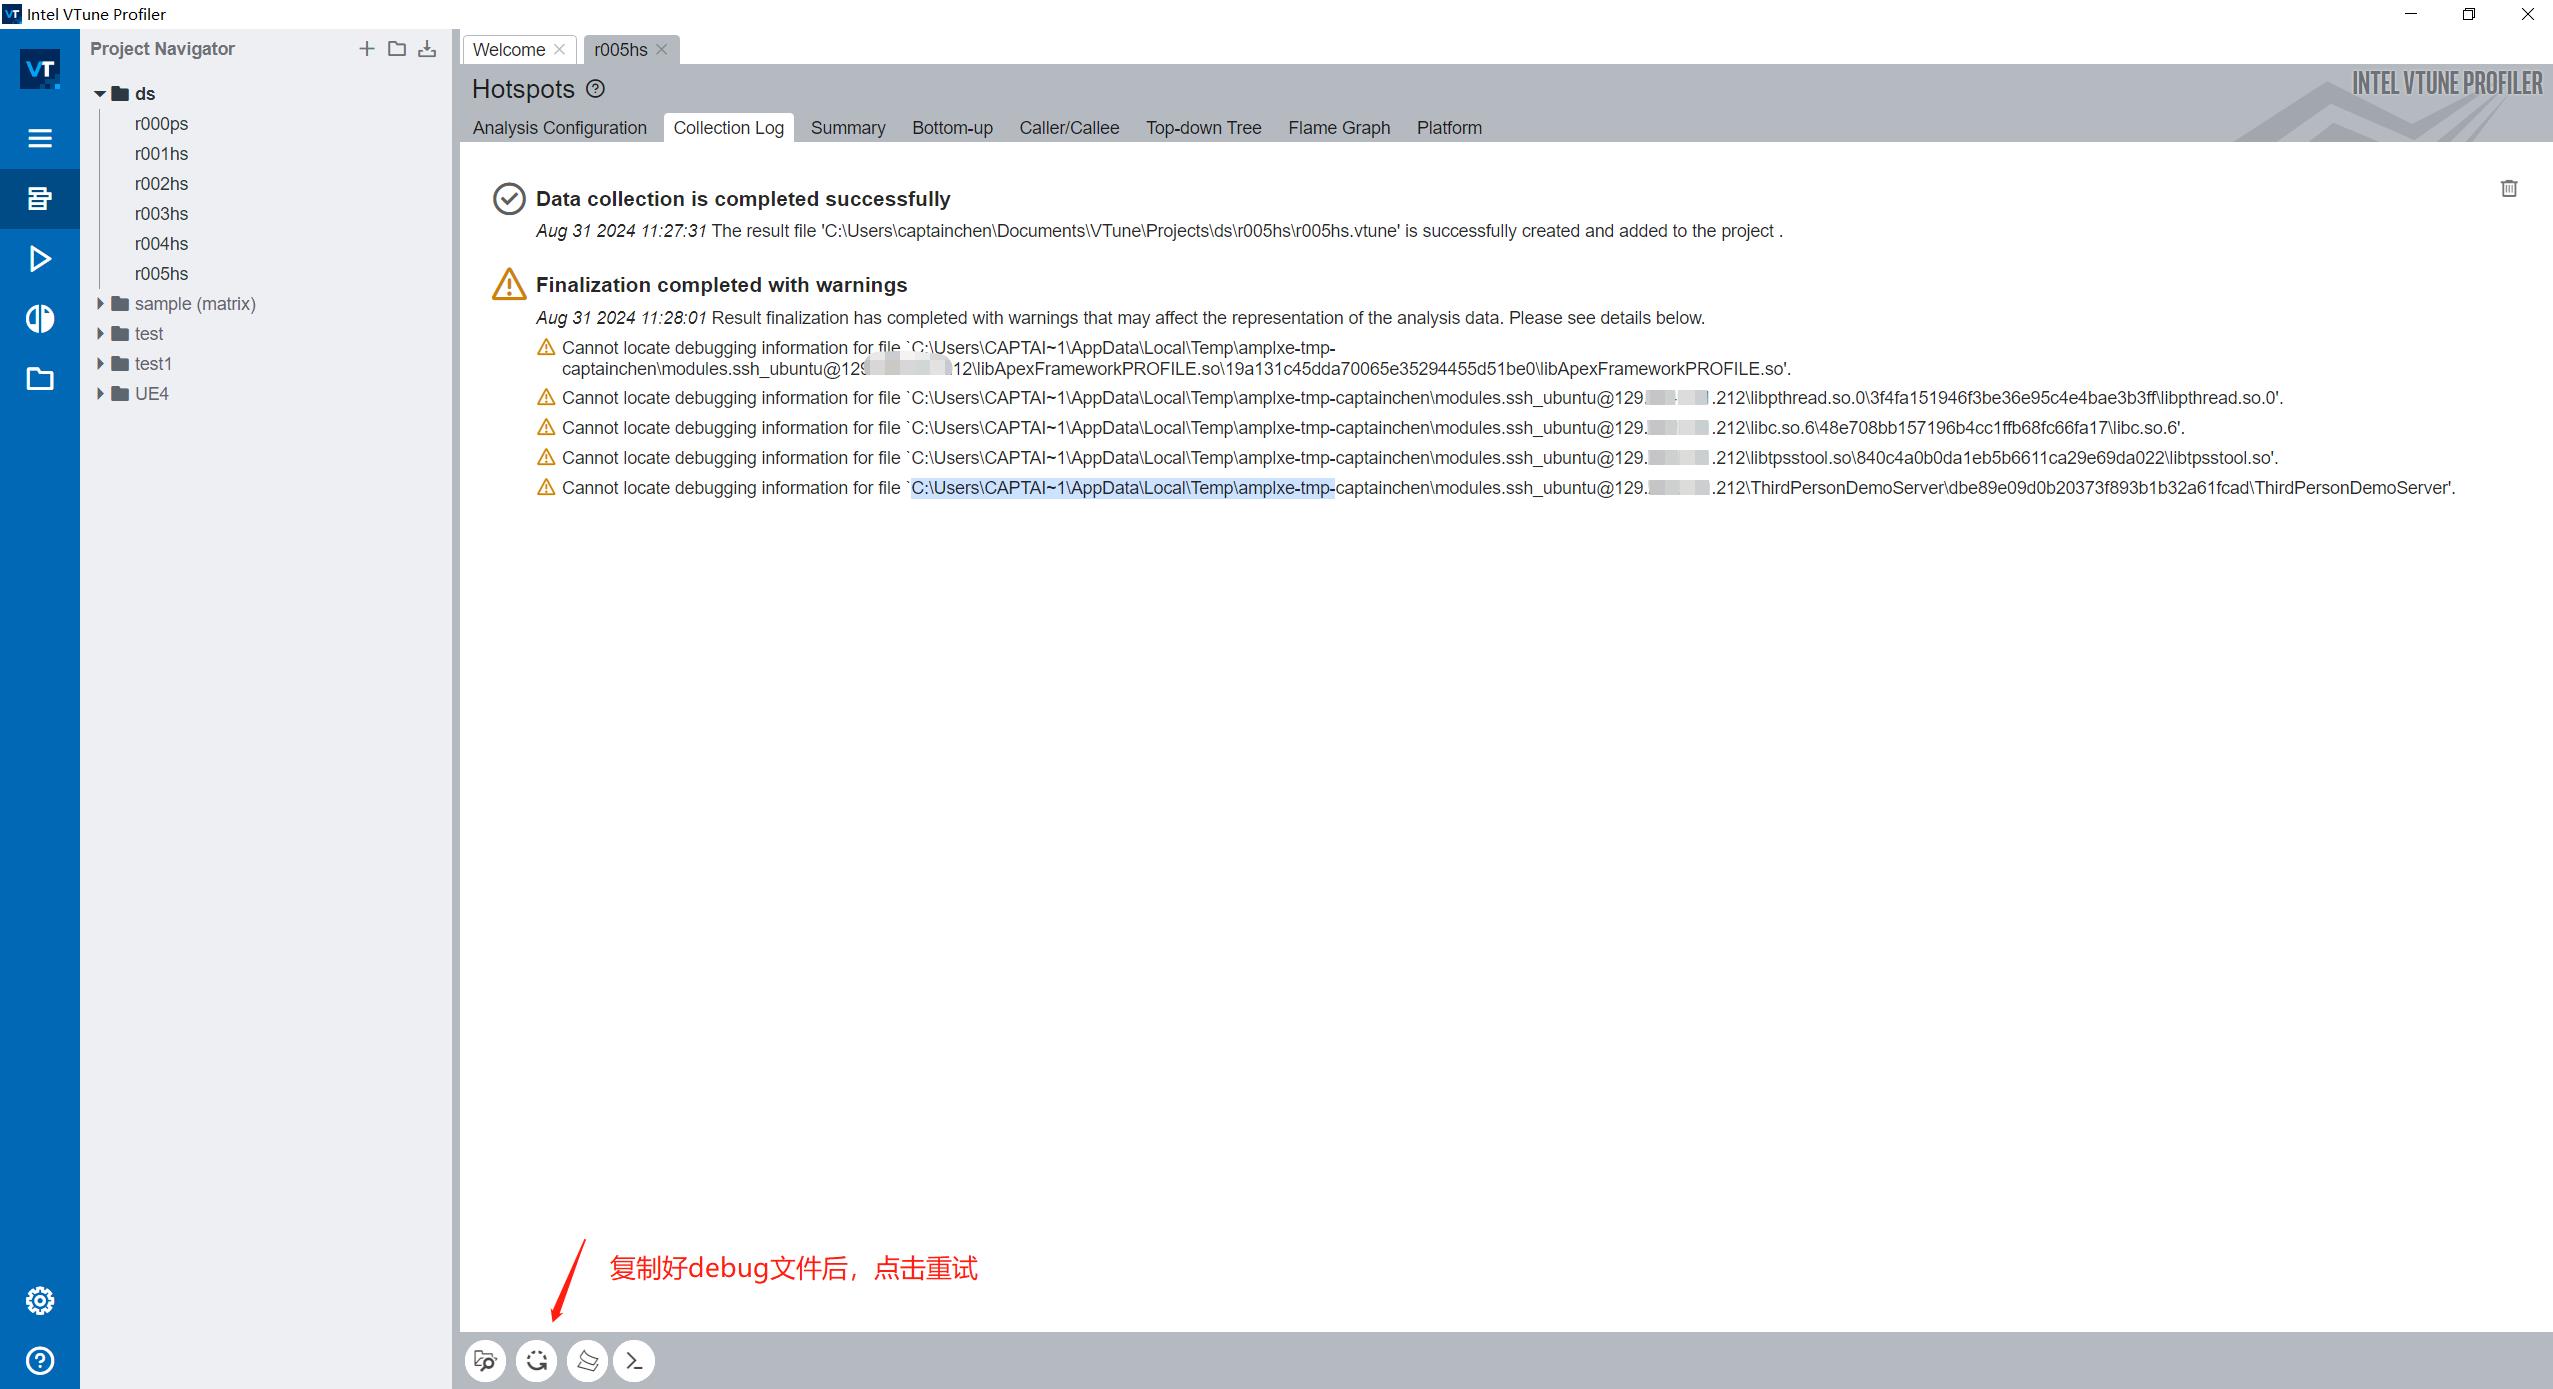 Intel VTune Profiler
Project Navigator
ds
r000ps
r001hs
r002hs
r003hs
r004hs
r005hs
sample (matrix)
test
test1
UE4
Welcome
r005hs
Hotspots
INTEL VTUNE PROFILER
Analysis Configuration Collection Log Summary Bottom-up Caller/Callee Top-down Tree Flame Graph Platform
Data collection is completed successfully
Aug 31 2024 11:27:31 The result file 'C:\Users\captainchen\Documents\VTune\Projects\ds\r005hs\r005hs.vtune' is successfully created and added to the project .
Finalization completed with warnings
Aug 31 2024 11:28:01 Result finalization has completed with warnings that may affect the representation of the analysis data. Please see details below.
Cannot locate debugging information for file `C:\Users\CAPTAI~1\AppData\Local\Temp\amplxe-tmp-
captainchen\modules.ssh_ubuntu@129 12\libApexFrameworkPROFILE.so\19a131c45dda70065e35294455d51be0\libApexFrameworkPROFILE.so'.
Cannot locate debugging information for file `C:\Users\CAPTAI~1\AppData\Local\Temp\amplxe-tmp-captainchen\modules.ssh_ubuntu@129. .212\libpthread.so.0\3f4fa151946f3be36e95c4e4bae3b3ff\libpthread.so.0'.
Cannot locate debugging information for file `C:\Users\CAPTAI~1\AppData\Local\Temp\amplxe-tmp-captainchen\modules.ssh_ubuntu@129. .212\libc.so.6\48e708bb157196b4cc1ffb68fc66fa17\libc.so.6'.
Cannot locate debugging information for file `C:\Users\CAPTAI~1\AppData\Local\Temp\amplxe-tmp-captainchen\modules.ssh_ubuntu@129. .212\libtpsstool.so\840c4a0b0da1eb5b6611ca29e69da022\libtpsstool.so'.
Cannot locate debugging information for file `C:\Users\CAPTAI~1\AppData\Local\Temp\amplxe-tmp-captainchen\modules.ssh_ubuntu@129. .212\ThirdPersonDemoServer\dbe89e09d0b20373f893b1b32a61fcad\ThirdPersonDemoServer'.
复制好debug文件后，点击重试